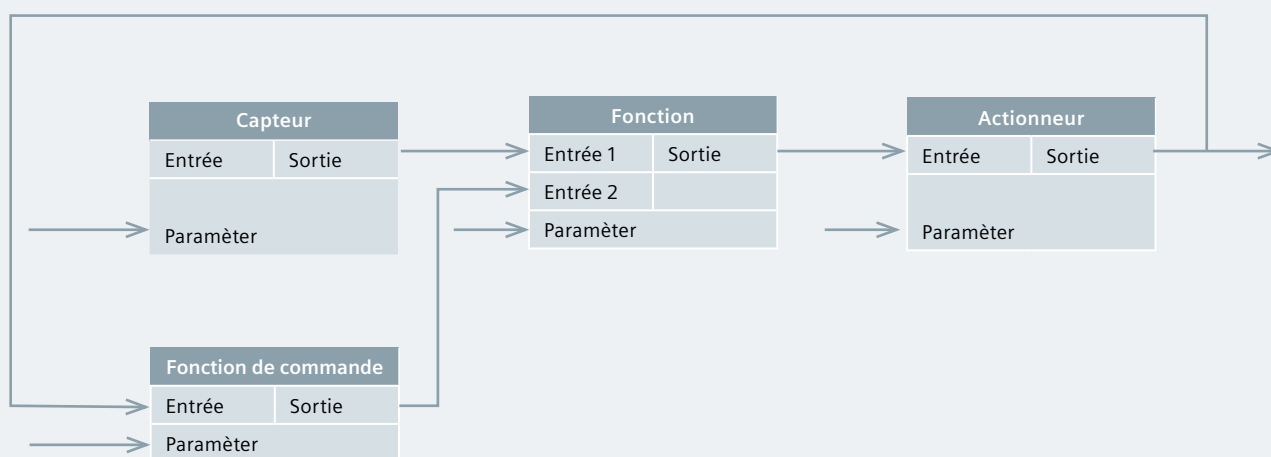 Capteur
Entrée Sortie
Paramèter
Fonction
Entrée 1 Sortie
Entrée 2
Paramèter
Actionneur
Entrée Sortie
Paramèter
Fonction de commande
Entrée Sortie
Paramèter